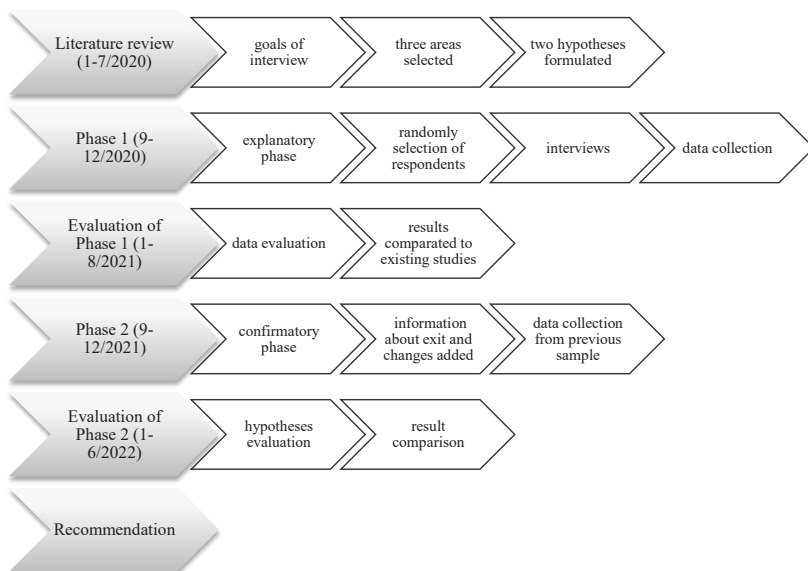 Literature review
(1-7/2020)
goals of
interview
three areas
selected
two hypotheses
formulated
Phase 1 (9-
12/2020)
explanatory
phase
randomly
selection of
respondents
interviews
data collection
Evaluation of
Phase 1 (1-
8/2021)
data evaluation
results
comparated to
existing studies
Phase 2 (9-
12/2021)
confirmatory
phase
information
about exit and
changes added
data collection
from previous
sample
Evaluation of
Phase 2 (1-
6/2022)
hypotheses
evaluation
result
comparison
Recommendation